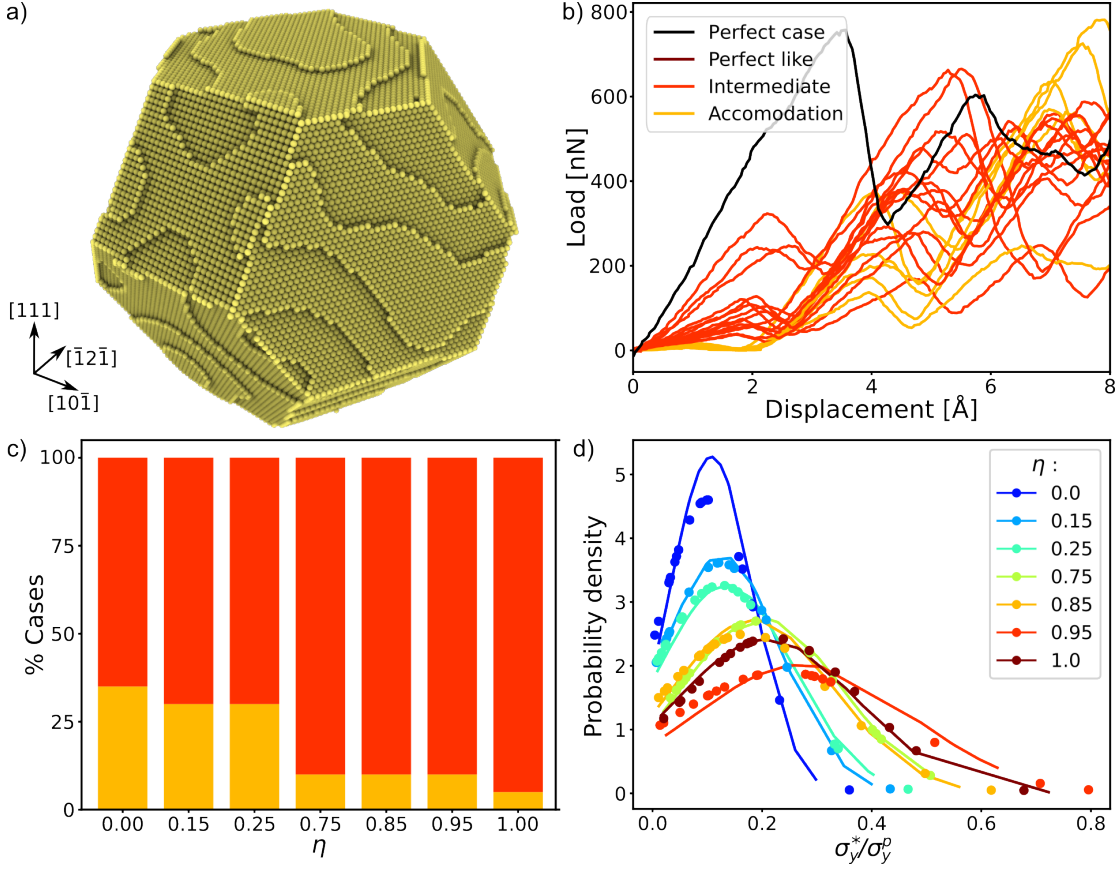 a)
[111]
[1̄21̄]
[101̄]
b)
Perfect case
Perfect like
Intermediate
Accomodation
800
600
400
200
0
Load [nN]
0 2 4 6 8
Displacement [Å]
c)
100
75
50
25
0
% Cases
0.00 0.15 0.25 0.75 0.85 0.95 1.00
η
d)
η :
0.0
0.15
0.25
0.75
0.85
0.95
1.0
5
4
3
2
1
0
Probability density
0.0 0.2 0.4 0.6 0.8
σ*y/σpy